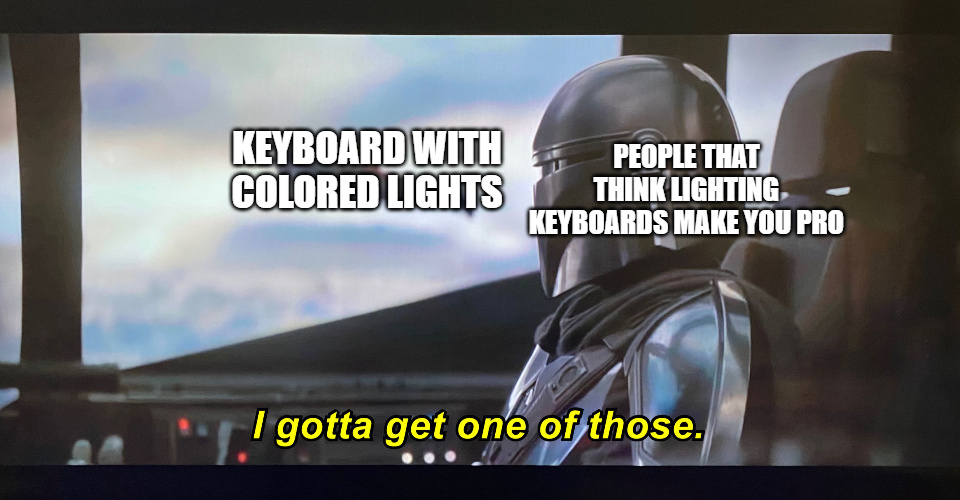 KEYBOARD WITH
COLORED LIGHTS
PEOPLE THAT
THINK LIGHTING
KEYBOARDS MAKE YOU PRO
I gotta get one of those.